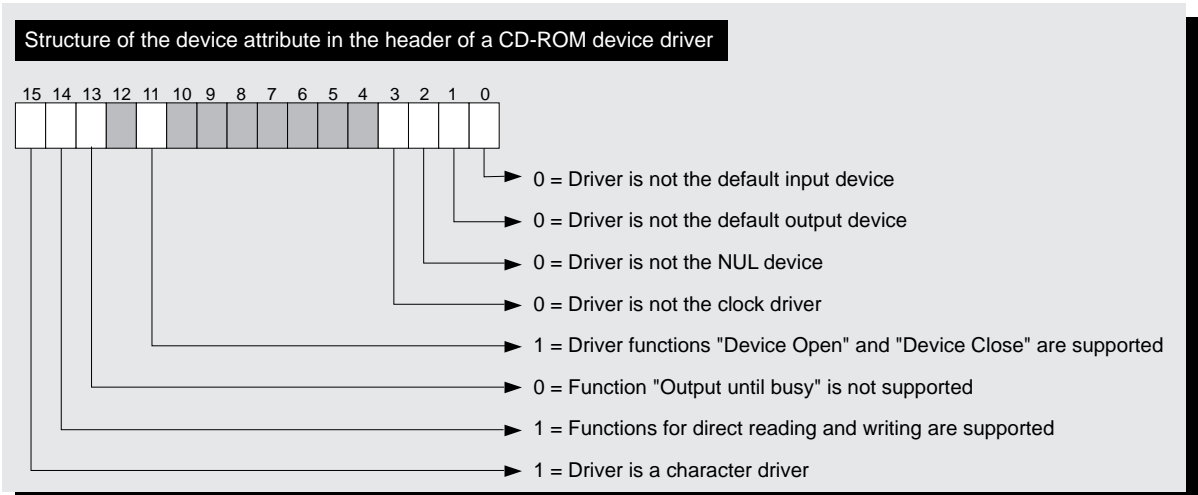 Structure of the device attribute in the header of a CD-ROM device driver
15 14 13 12 11 10 9 8 7 6 5 4 3 2 1 0
0 = Driver is not the default input device
0 = Driver is not the default output device
0 = Driver is not the NUL device
0 = Driver is not the clock driver
1 = Driver functions "Device Open" and "Device Close" are supported
0 = Function "Output until busy" is not supported
1 = Functions for direct reading and writing are supported
1 = Driver is a character driver